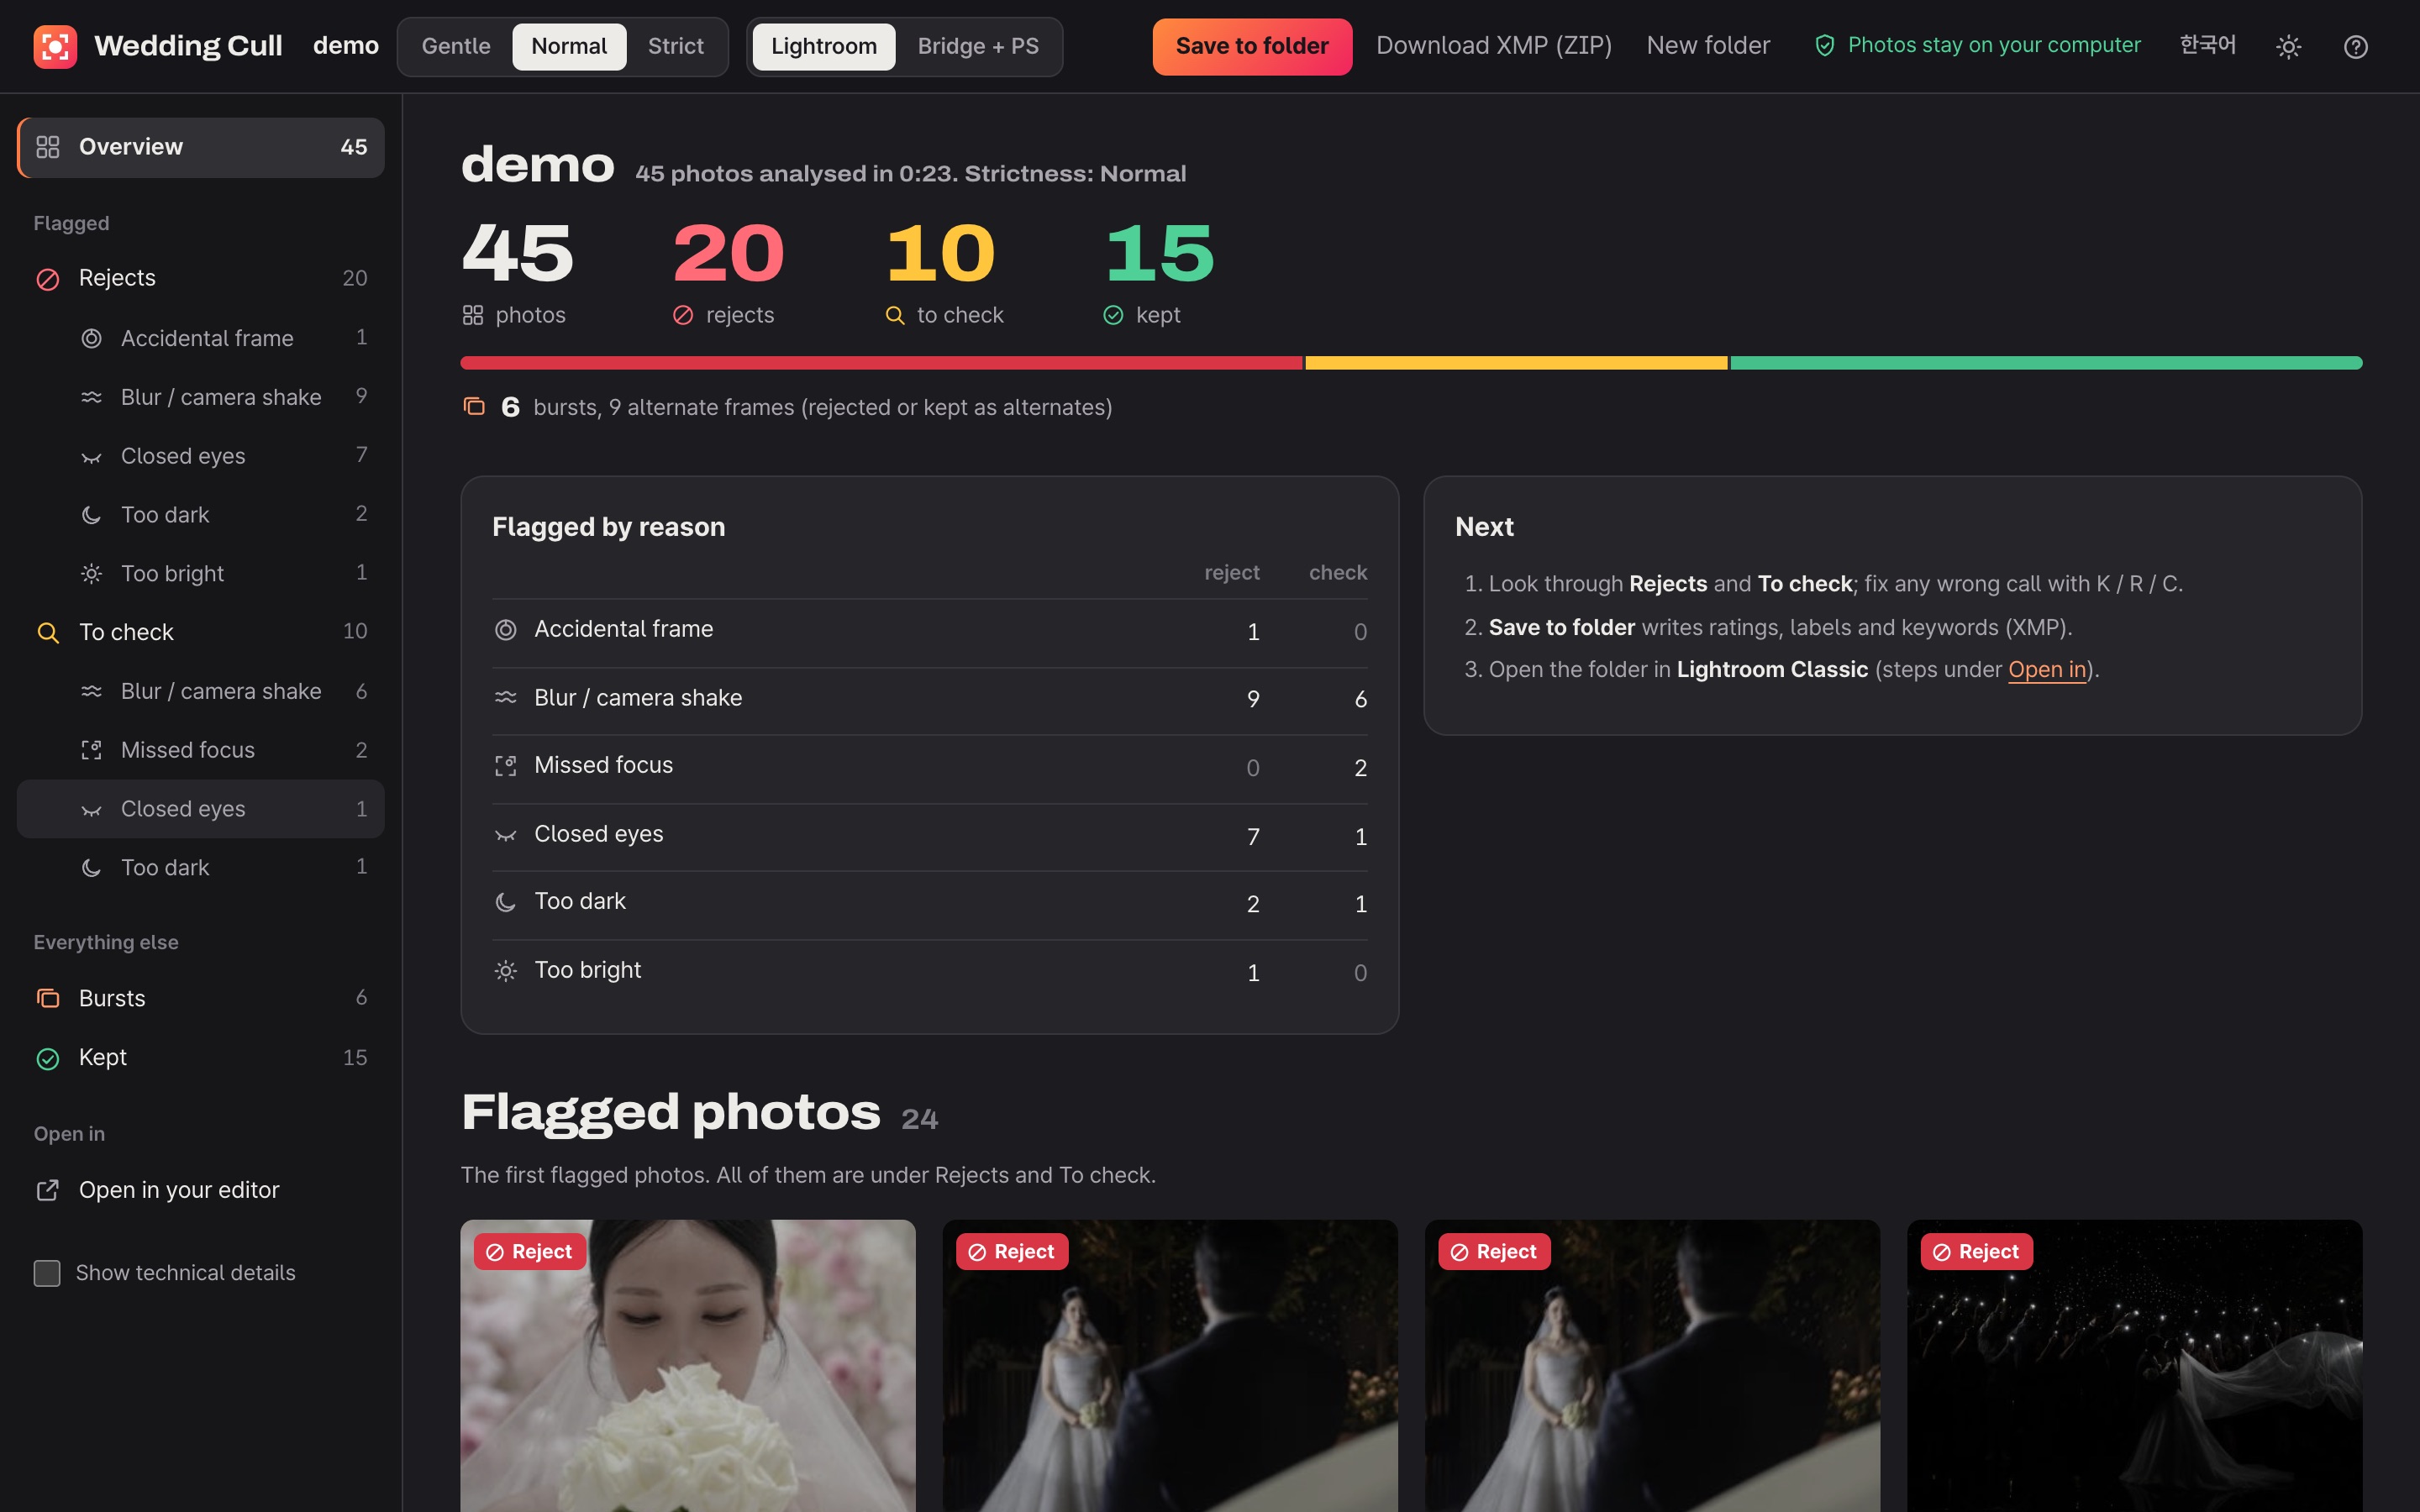 Wedding Cull demo Gentle Normal Strict Lightroom Bridge + PS Save to folder Download XMP (ZIP) New folder Photos stay on your computer 한국어
Overview 45
Flagged
Rejects 20
Accidental frame 1
Blur / camera shake 9
Closed eyes 7
Too dark 2
Too bright 1
To check 10
Blur / camera shake 6
Missed focus 2
Closed eyes 1
Too dark 1
Everything else
Bursts 6
Kept 15
Open in
Open in your editor
Show technical details
demo 45 photos analysed in 0:23. Strictness: Normal
45 20 10 15
photos rejects to check kept
6 bursts, 9 alternate frames (rejected or kept as alternates)
Flagged by reason
reject check
Accidental frame 1 0
Blur / camera shake 9 6
Missed focus 0 2
Closed eyes 7 1
Too dark 2 1
Too bright 1 0
Next
1. Look through Rejects and To check; fix any wrong call with K / R / C.
2. Save to folder writes ratings, labels and keywords (XMP).
3. Open the folder in Lightroom Classic (steps under Open in).
Flagged photos 24
The first flagged photos. All of them are under Rejects and To check.
Reject Reject Reject Reject